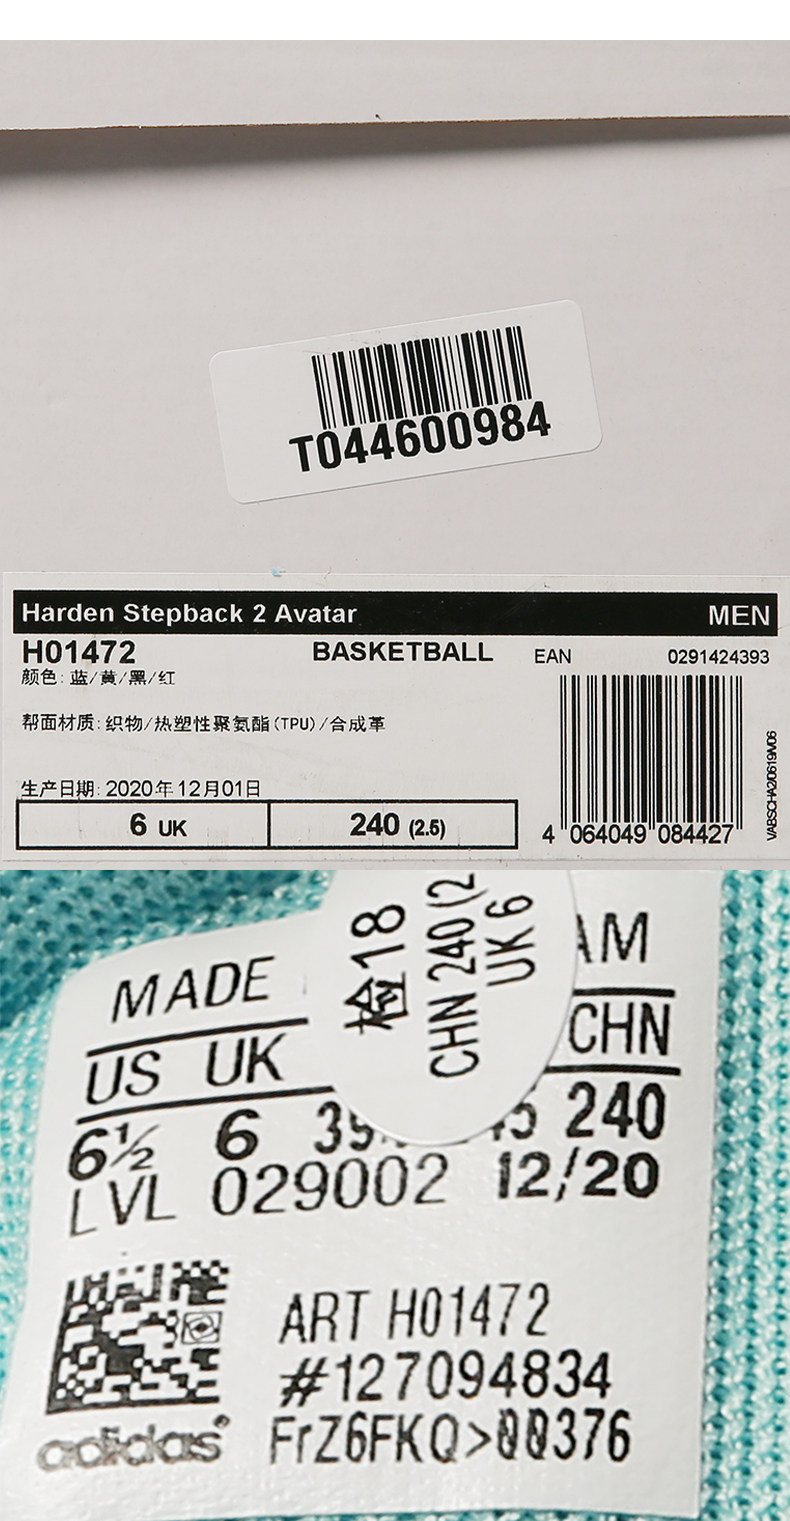 T044600984
Harden Stepback 2 Avatar MEN
H01472 BASKETBALL EAN 0291424393
颜色: 蓝/黄/黑/红
帮面材质: 织物/热塑性聚氨酯(TPU)/合成革
生产日期: 2020年12月01日
6 UK 240 (2.5)
4 064049 084427
VABSCHA20619W06
检18
CHN 240 (2
UK 6
MADE AM
US UK CHN
6½ 6 39 240
LVL 029002 12/20
ART H01472
#127094834
FrZ6FKQ>00376
adidas®